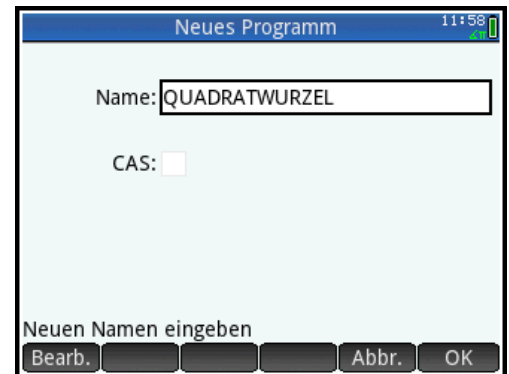 Neues Programm 11:58
∠π
Name: QUADRATWURZEL
CAS:
Neuen Namen eingeben
Bearb. Abbr. OK